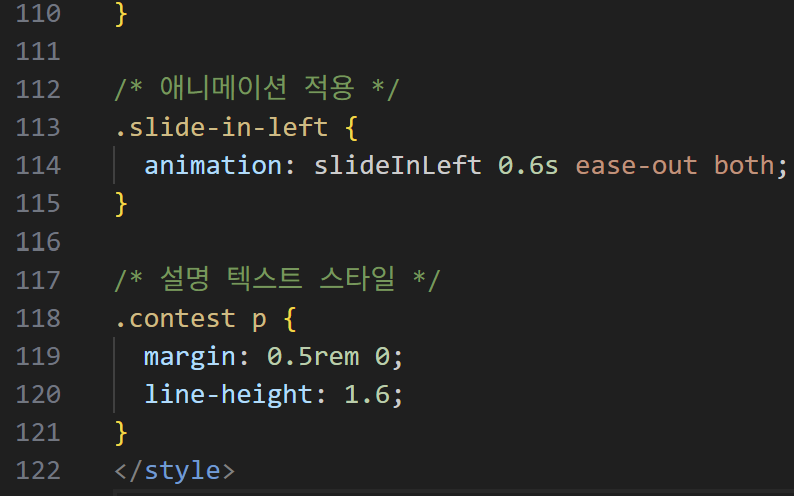 110 }
111
112 /* 애니메이션 적용 */
113 .slide-in-left {
114 animation: slideInLeft 0.6s ease-out both;
115 }
116
117 /* 설명 텍스트 스타일 */
118 .contest p {
119 margin: 0.5rem 0;
120 line-height: 1.6;
121 }
122 </style>